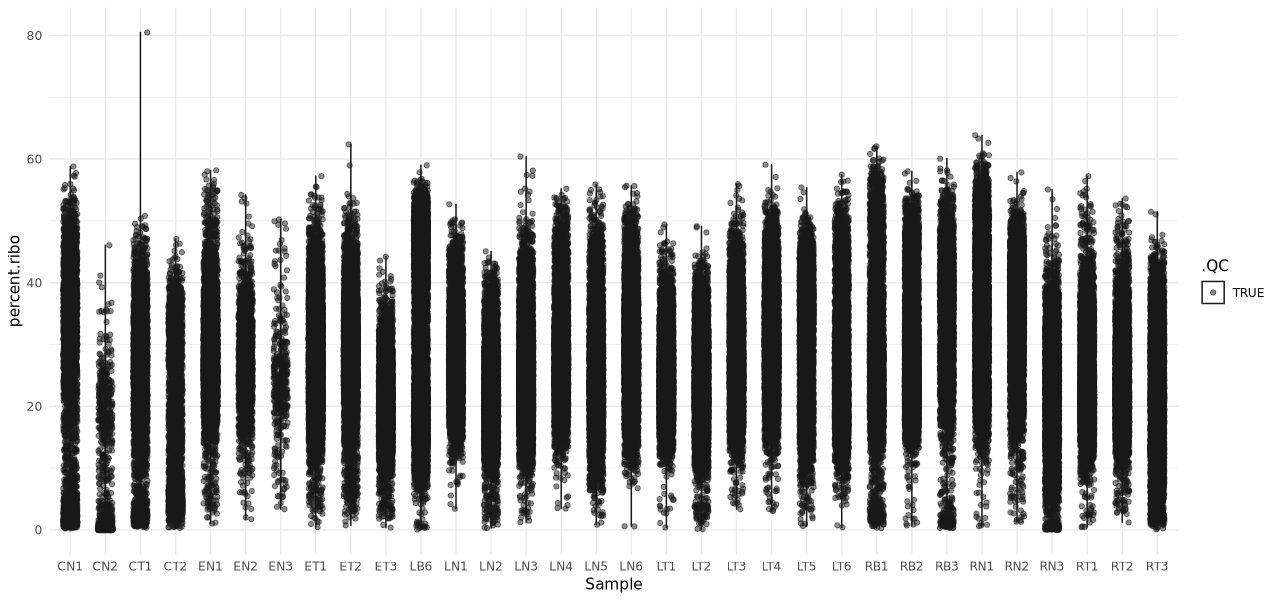 80
60
40
20
0
percent.ribo
CN1 CN2 CT1 CT2 EN1 EN2 EN3 ET1 ET2 ET3 LB6 LN1 LN2 LN3 LN4 LN5 LN6 LT1 LT2 LT3 LT4 LT5 LT6 RB1 RB2 RB3 RN1 RN2 RN3 RT1 RT2 RT3
Sample
.QC
TRUE